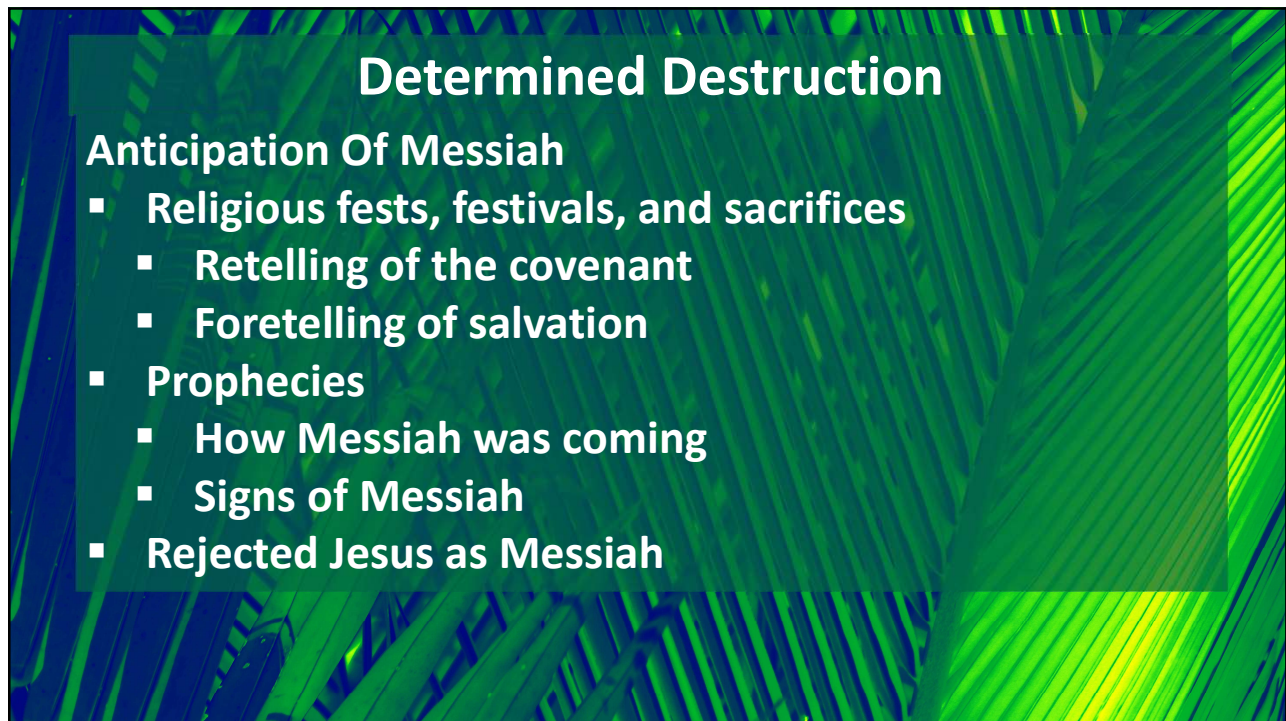 Determined Destruction
Anticipation Of Messiah
▪ Religious fests, festivals, and sacrifices
▪ Retelling of the covenant
▪ Foretelling of salvation
▪ Prophecies
▪ How Messiah was coming
▪ Signs of Messiah
▪ Rejected Jesus as Messiah